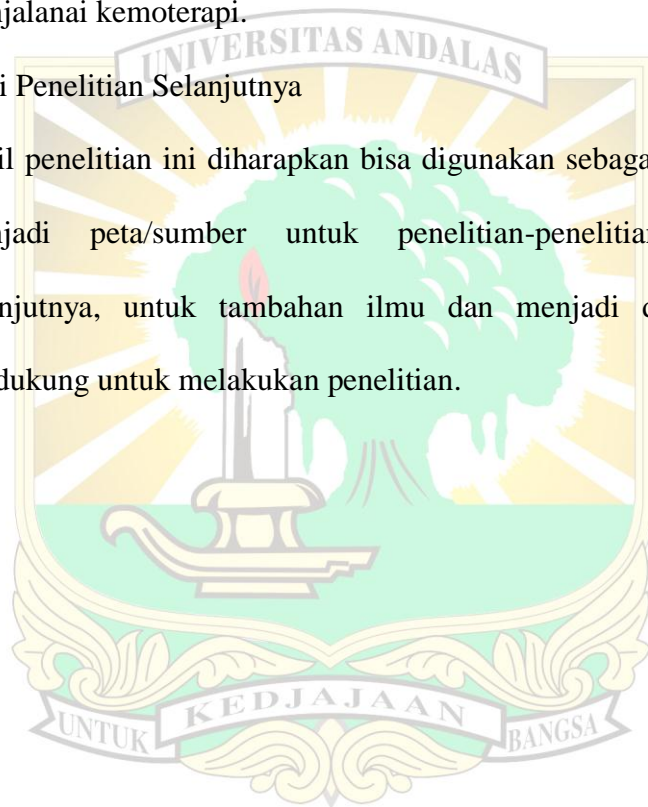 njalanai kemoterapi.
UNIVERSITAS ANDALAS
i Penelitian Selanjutnya
il penelitian ini diharapkan bisa digunakan sebaga
njadi peta/sumber untuk penelitian-penelitian
njutnya, untuk tambahan ilmu dan menjadi d
dukung untuk melakukan penelitian.
UNTUK KEDJAJAAN BANGSA